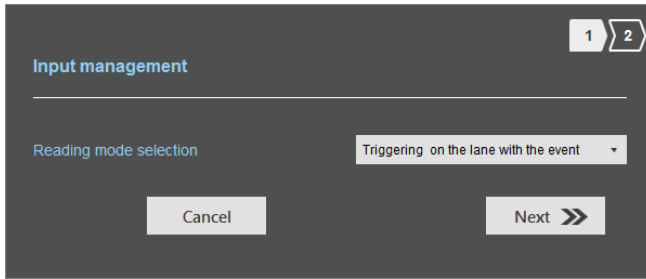 1 2
Input management
Reading mode selection Triggering on the lane with the event
Cancel Next